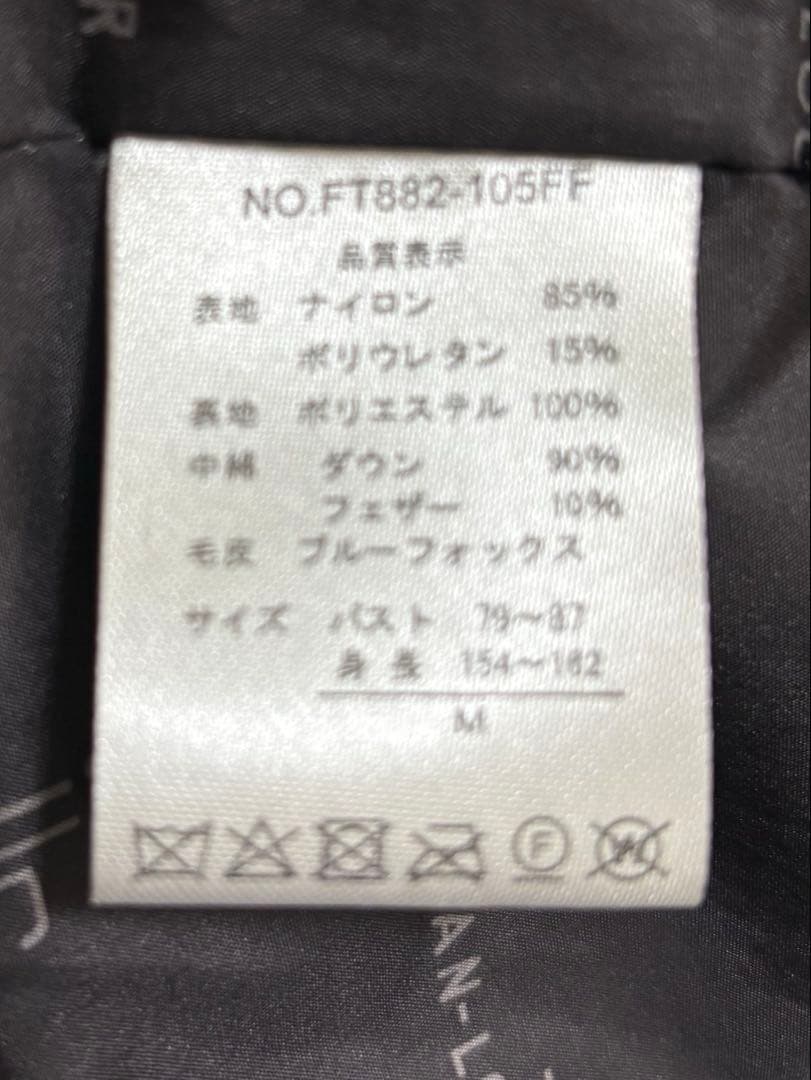 NO.FT882-105FF
品質表示
表地 ナイロン 85%
ポリウレタン 15%
裏地 ポリエステル 100%
中綿 ダウン 90%
フェザー 10%
毛皮 ブルーフォックス
サイズ バスト 79〜87
身長 154〜162
M
F
W
AN-L